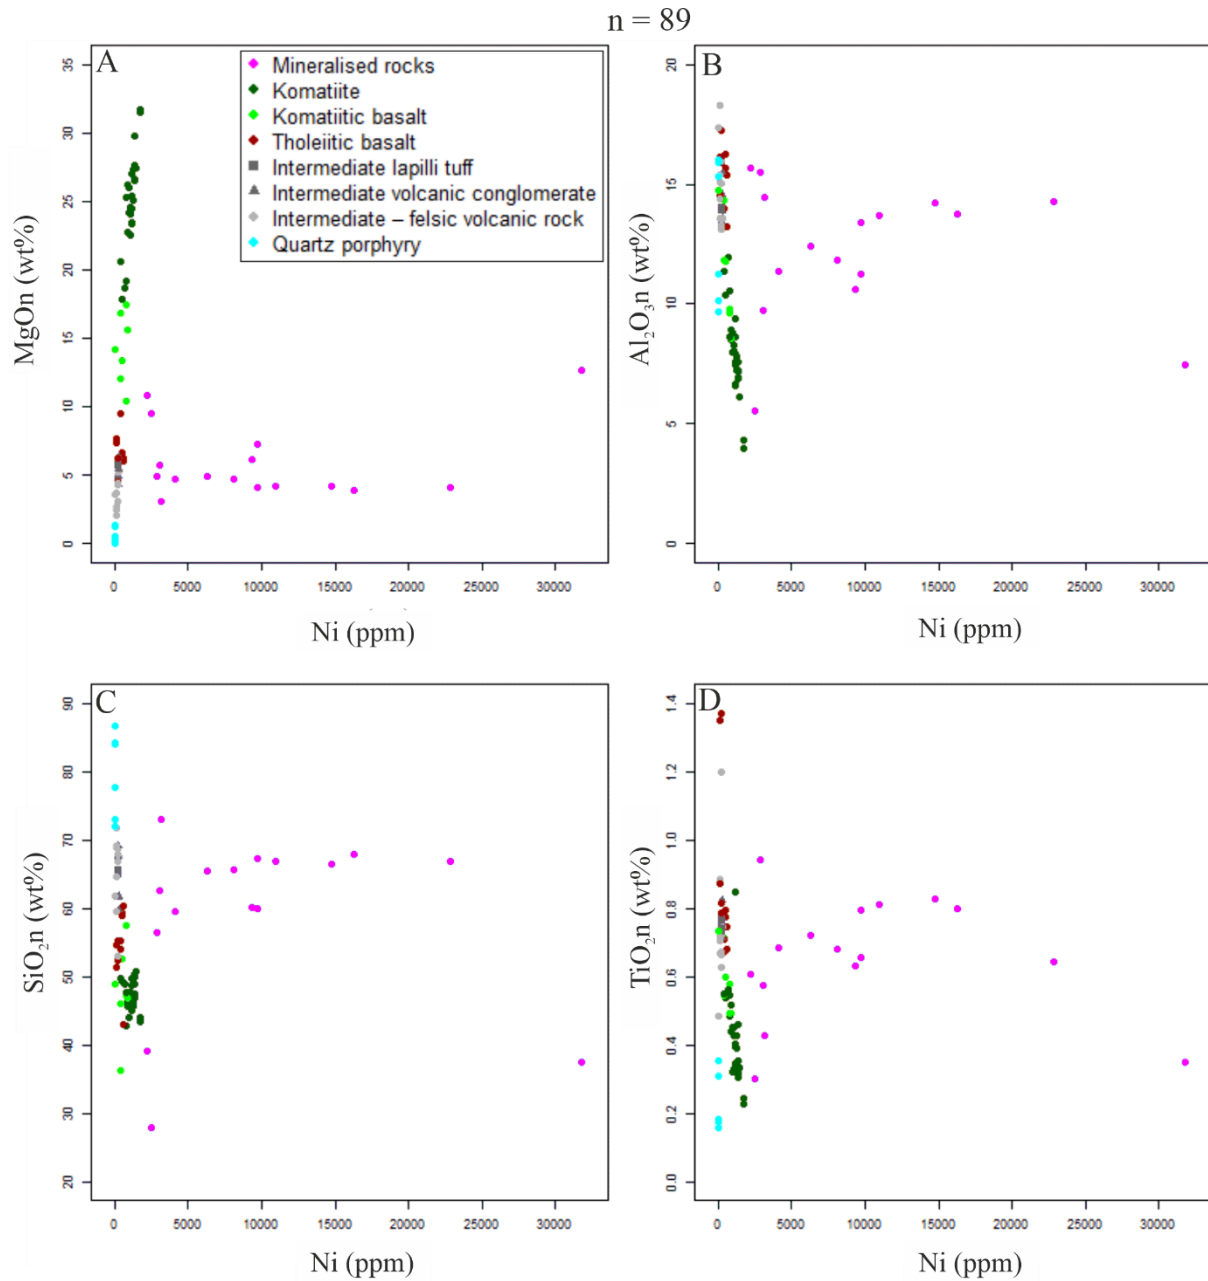 n = 89
A
Mineralised rocks
Komatiite
Komatiitic basalt
Tholeiitic basalt
Intermediate lapilli tuff
Intermediate volcanic conglomerate
Intermediate – felsic volcanic rock
Quartz porphyry
MgOn (wt%)
35
30
25
20
15
10
5
0
0 5000 10000 15000 20000 25000 30000
Ni (ppm)
B
Al₂O₃n (wt%)
20
15
10
5
0
0 5000 10000 15000 20000 25000 30000
Ni (ppm)
C
SiO₂n (wt%)
90
80
70
60
50
40
30
20
0 5000 10000 15000 20000 25000 30000
Ni (ppm)
D
TiO₂n (wt%)
1.4
1.2
1.0
0.8
0.6
0.4
0.2
0.0
0 5000 10000 15000 20000 25000 30000
Ni (ppm)